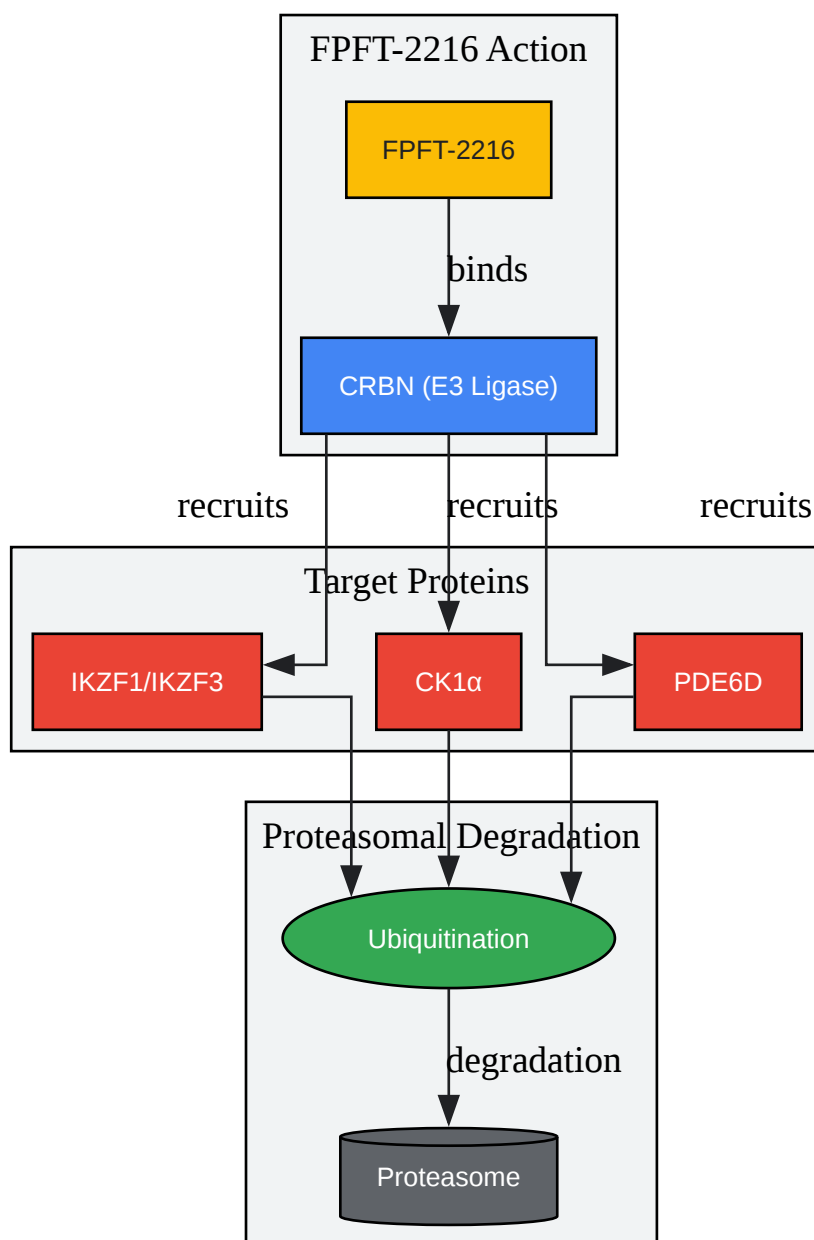 FPFT-2216 Action
FPFT-2216
binds
CRBN (E3 Ligase)
recruits
recruits
recruits
Target Proteins
IKZF1/IKZF3
CK1α
PDE6D
Proteasomal Degradation
Ubiquitination
degradation
Proteasome